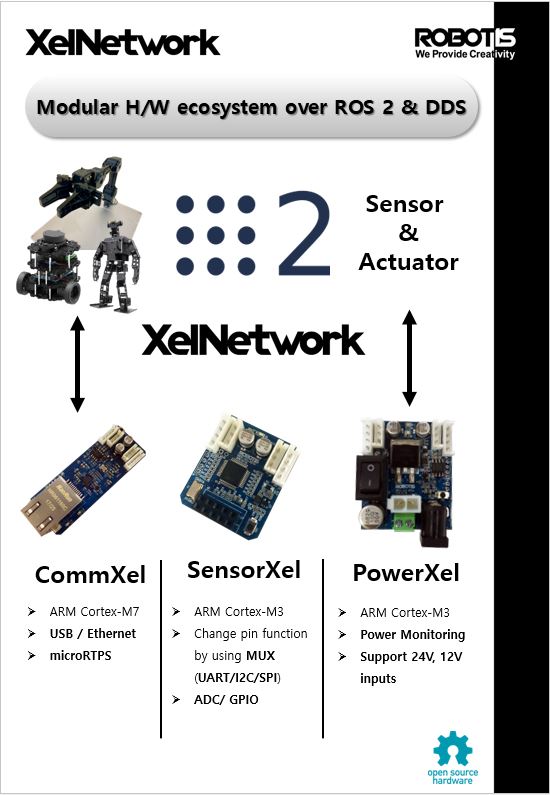 XelNetwork
ROBOTIS
We Provide Creativity
Modular H/W ecosystem over ROS 2 & DDS
2
Sensor
&
Actuator
XelNetwork
CommXel
ARM Cortex-M7
USB / Ethernet
microRTPS
SensorXel
ARM Cortex-M3
Change pin function
by using MUX
(UART/I2C/SPI)
ADC/ GPIO
PowerXel
ARM Cortex-M3
Power Monitoring
Support 24V, 12V
inputs
open source
hardware